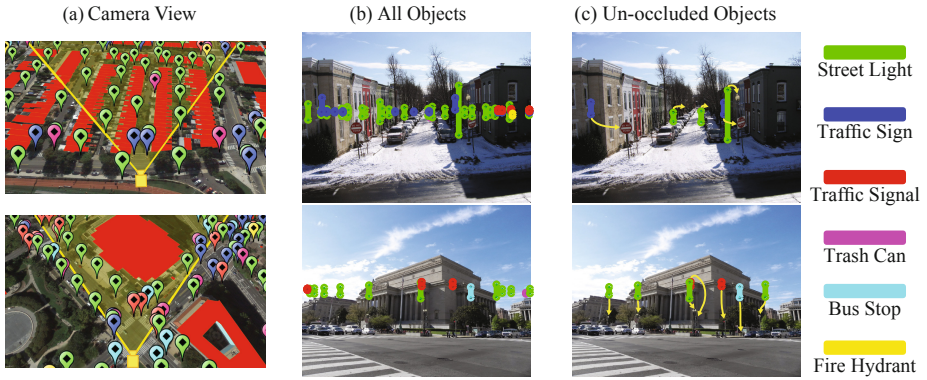 (a) Camera View
(b) All Objects
(c) Un-occluded Objects
Street Light
Traffic Sign
Traffic Signal
Trash Can
Bus Stop
Fire Hydrant